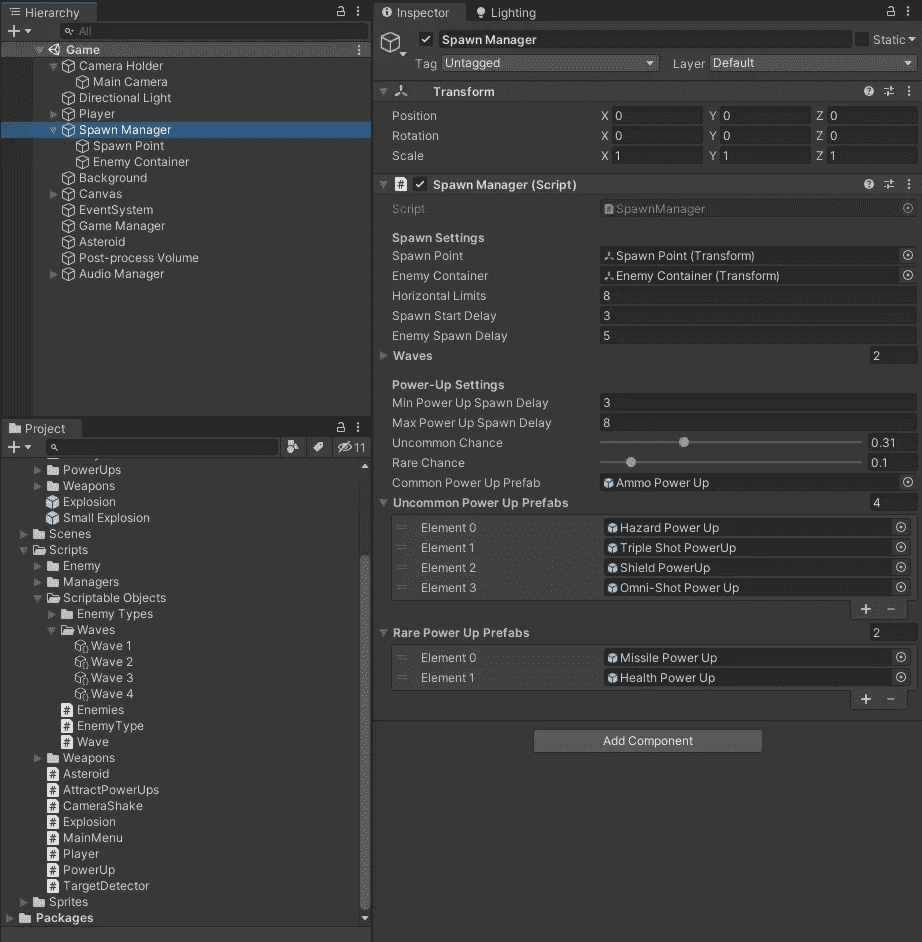 Hierarchy
All
Game
Camera Holder
Main Camera
Directional Light
Player
Spawn Manager
Spawn Point
Enemy Container
Background
Canvas
EventSystem
Game Manager
Asteroid
Post-process Volume
Audio Manager
Project
11
PowerUps
Weapons
Explosion
Small Explosion
Scenes
Scripts
Enemy
Managers
Scriptable Objects
Enemy Types
Waves
Wave 1
Wave 2
Wave 3
Wave 4
Enemies
EnemyType
Wave
Weapons
Asteroid
AttractPowerUps
CameraShake
Explosion
MainMenu
Player
PowerUp
TargetDetector
Sprites
Packages
Inspector Lighting
Spawn Manager Static
Tag Untagged Layer Default
Transform
Position X 0 Y 0 Z 0
Rotation X 0 Y 0 Z 0
Scale X 1 Y 1 Z 1
# Spawn Manager (Script)
Script SpawnManager
Spawn Settings
Spawn Point Spawn Point (Transform)
Enemy Container Enemy Container (Transform)
Horizontal Limits 8
Spawn Start Delay 3
Enemy Spawn Delay 5
Waves 2
Power-Up Settings
Min Power Up Spawn Delay 3
Max Power Up Spawn Delay 8
Uncommon Chance 0.31
Rare Chance 0.1
Common Power Up Prefab Ammo Power Up
Uncommon Power Up Prefabs 4
Element 0 Hazard Power Up
Element 1 Triple Shot PowerUp
Element 2 Shield PowerUp
Element 3 Omni-Shot Power Up
+ −
Rare Power Up Prefabs 2
Element 0 Missile Power Up
Element 1 Health Power Up
+ −
Add Component